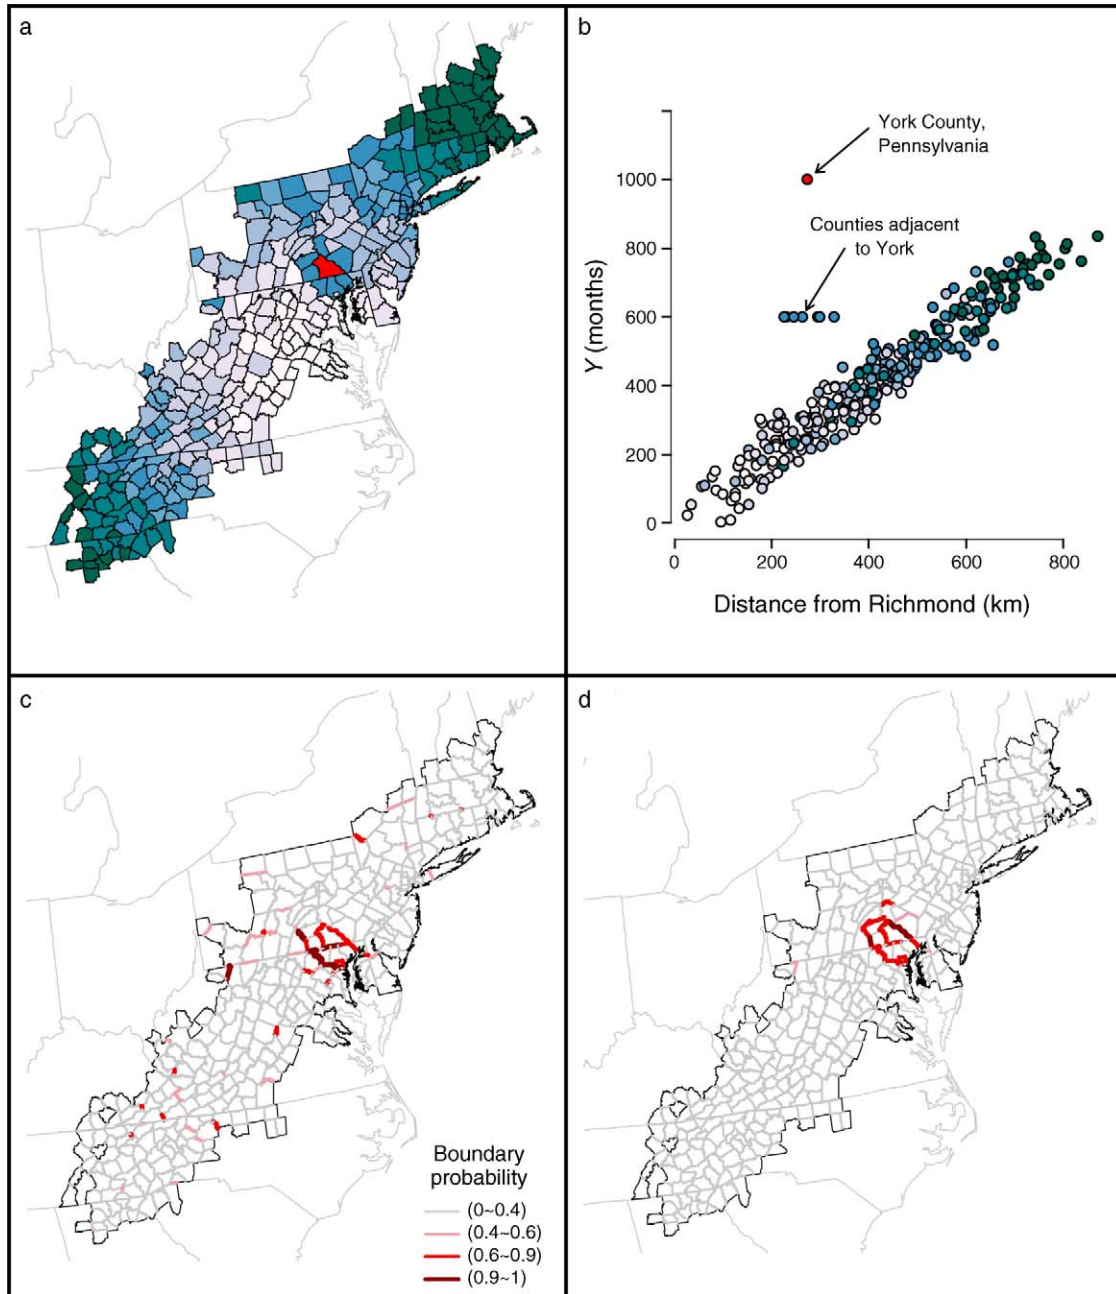 a
b
York County,
Pennsylvania
Counties adjacent
to York
1000
800
600
400
200
0
Y (months)
0
200
400
600
800
Distance from Richmond (km)
c
d
Boundary
probability
(0~0.4)
(0.4~0.6)
(0.6~0.9)
(0.9~1)